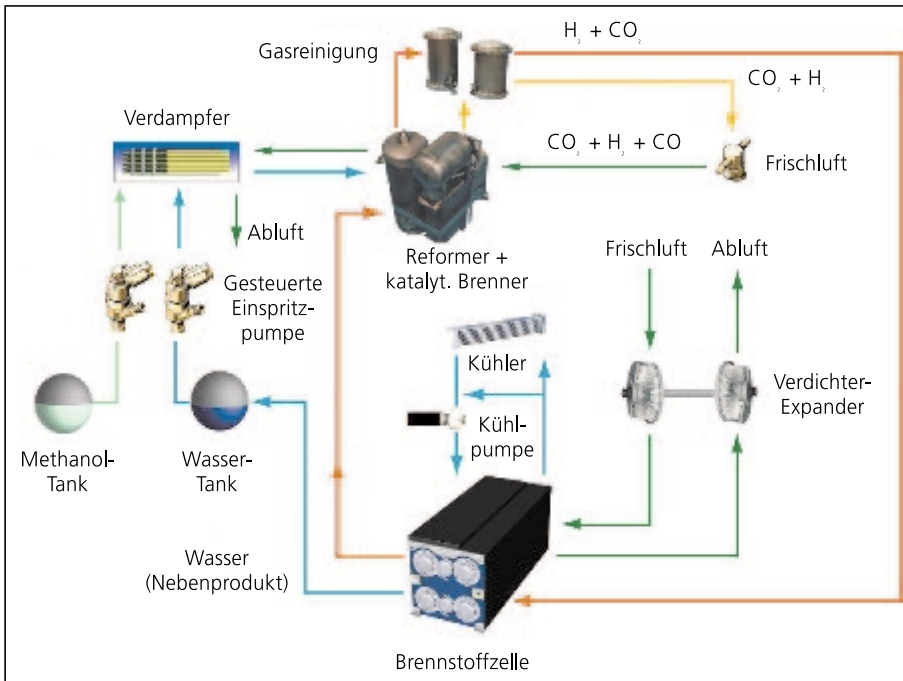 H₂ + CO₂
Gasreinigung
CO₂ + H₂
Verdampfer
CO₂ + H₂ + CO
Frischluft
Abluft
Reformer +
katalyt. Brenner
Frischluft
Abluft
Gesteuerte
Einspritz-
pumpe
Kühler
Verdichter-
Expander
Kühl-
pumpe
Methanol-
Tank
Wasser-
Tank
Wasser
(Nebenprodukt)
Brennstoffzelle